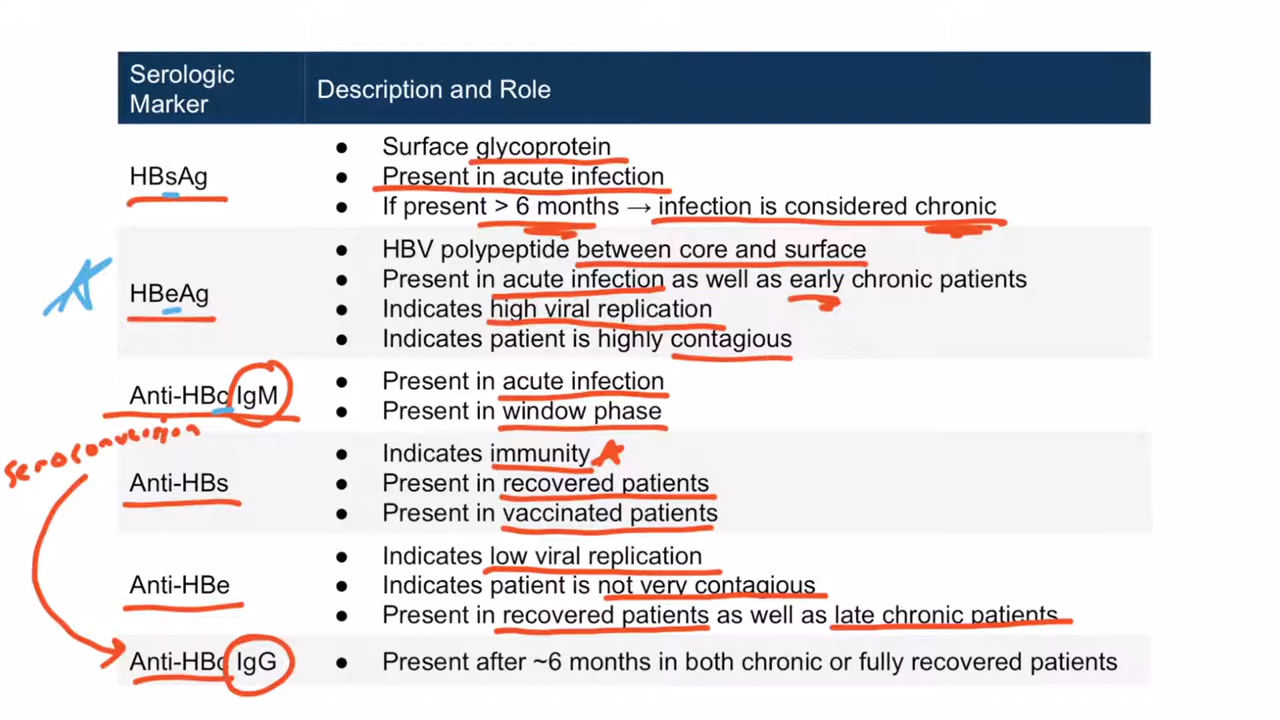 Serologic
Marker
Description and Role
HBsAg
● Surface glycoprotein
● Present in acute infection
● If present > 6 months → infection is considered chronic
HBeAg
● HBV polypeptide between core and surface
● Present in acute infection as well as early chronic patients
● Indicates high viral replication
● Indicates patient is highly contagious
Anti-HBc IgM
● Present in acute infection
● Present in window phase
seroconversion
Anti-HBs
● Indicates immunity
● Present in recovered patients
● Present in vaccinated patients
Anti-HBe
● Indicates low viral replication
● Indicates patient is not very contagious
● Present in recovered patients as well as late chronic patients
Anti-HBc IgG
● Present after ~6 months in both chronic or fully recovered patients